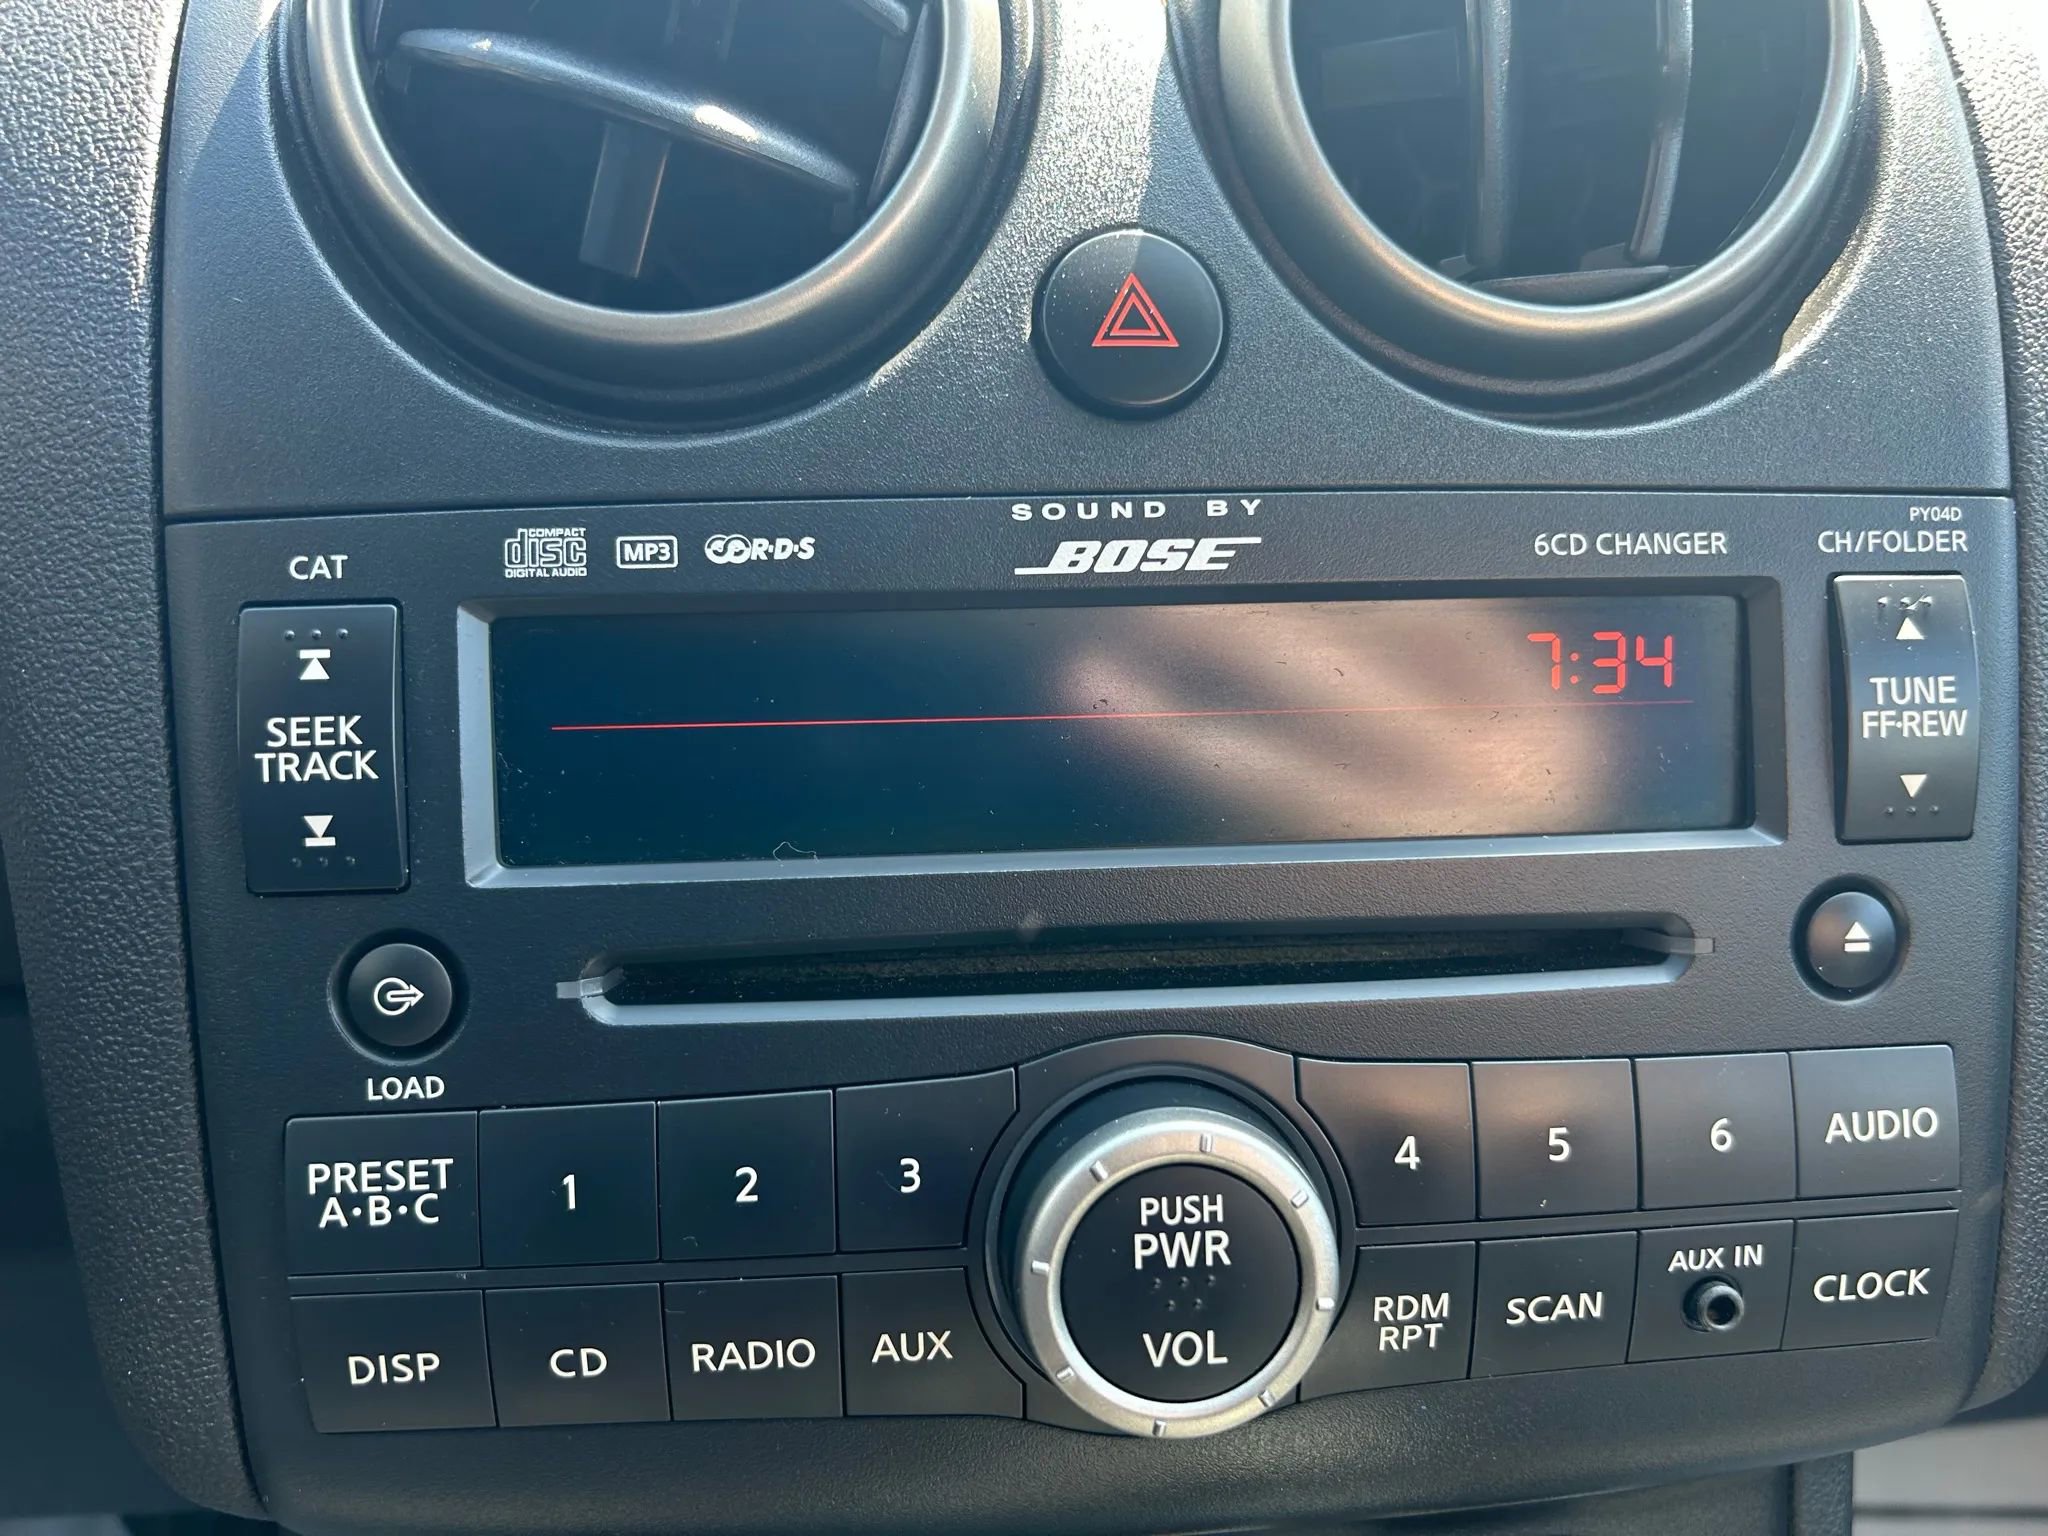 SOUND BY
BOSE
COMPACT
disc
DIGITAL AUDIO
MP3
R·D·S
6CD CHANGER
PY04D
CH/FOLDER
CAT
7:34
SEEK
TRACK
TUNE
FF·REW
LOAD
PRESET
A·B·C
1
2
3
4
5
6
AUDIO
PUSH
PWR
VOL
DISP
CD
RADIO
AUX
RDM
RPT
SCAN
AUX IN
CLOCK